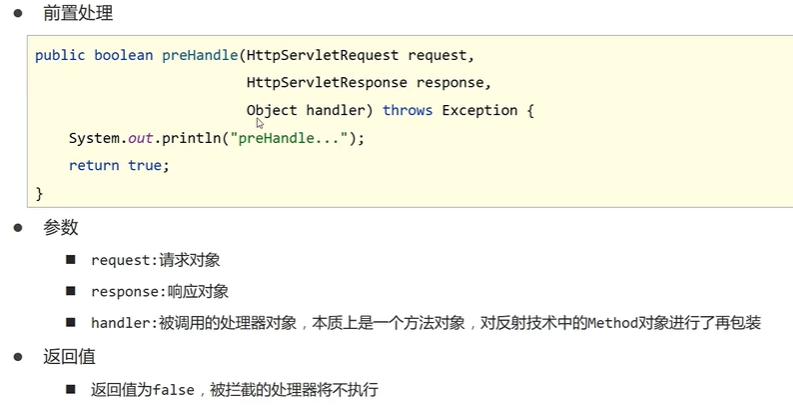 前置处理
public boolean preHandle(HttpServletRequest request,
HttpServletResponse response,
Object handler) throws Exception {
System.out.println("preHandle...");
return true;
}
参数
request:请求对象
response:响应对象
handler:被调用的处理器对象，本质上是一个方法对象，对反射技术中的Method对象进行了再包装
返回值
返回值为false，被拦截的处理器将不执行